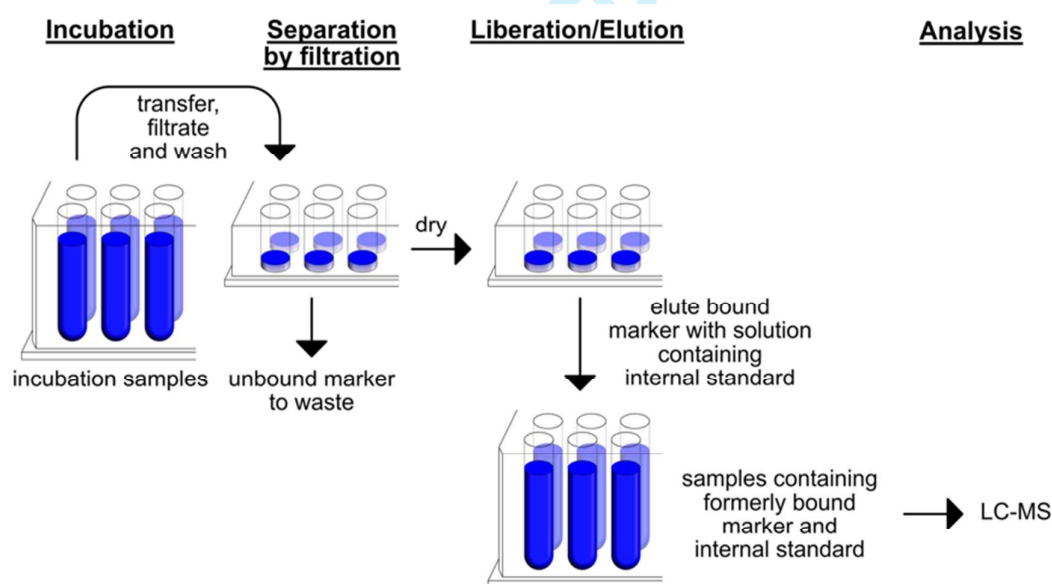 Incubation
Separation
by filtration
Liberation/Elution
Analysis
transfer,
filtrate
and wash
dry
incubation samples
unbound marker
to waste
elute bound
marker with solution
containing
internal standard
samples containing
formerly bound
marker and
internal standard
LC-MS